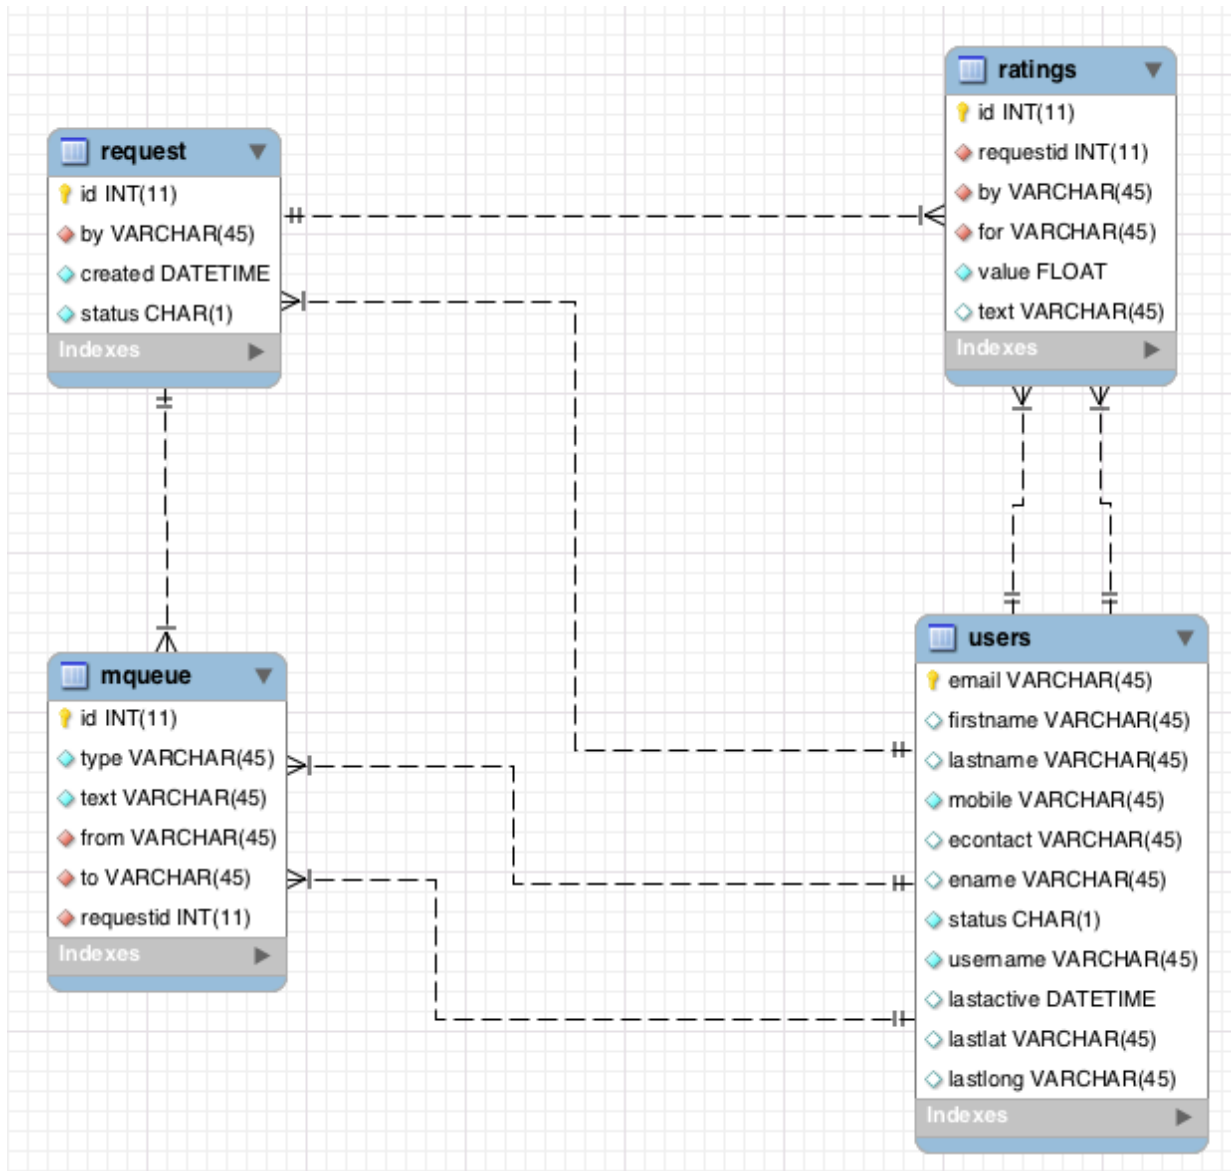 request
id INT(11)
by VARCHAR(45)
created DATETIME
status CHAR(1)
Indexes
ratings
id INT(11)
requestid INT(11)
by VARCHAR(45)
for VARCHAR(45)
value FLOAT
text VARCHAR(45)
Indexes
mqueue
id INT(11)
type VARCHAR(45)
text VARCHAR(45)
from VARCHAR(45)
to VARCHAR(45)
requestid INT(11)
Indexes
users
email VARCHAR(45)
firstname VARCHAR(45)
lastname VARCHAR(45)
mobile VARCHAR(45)
econtact VARCHAR(45)
ename VARCHAR(45)
status CHAR(1)
username VARCHAR(45)
lastactive DATETIME
lastlat VARCHAR(45)
lastlong VARCHAR(45)
Indexes